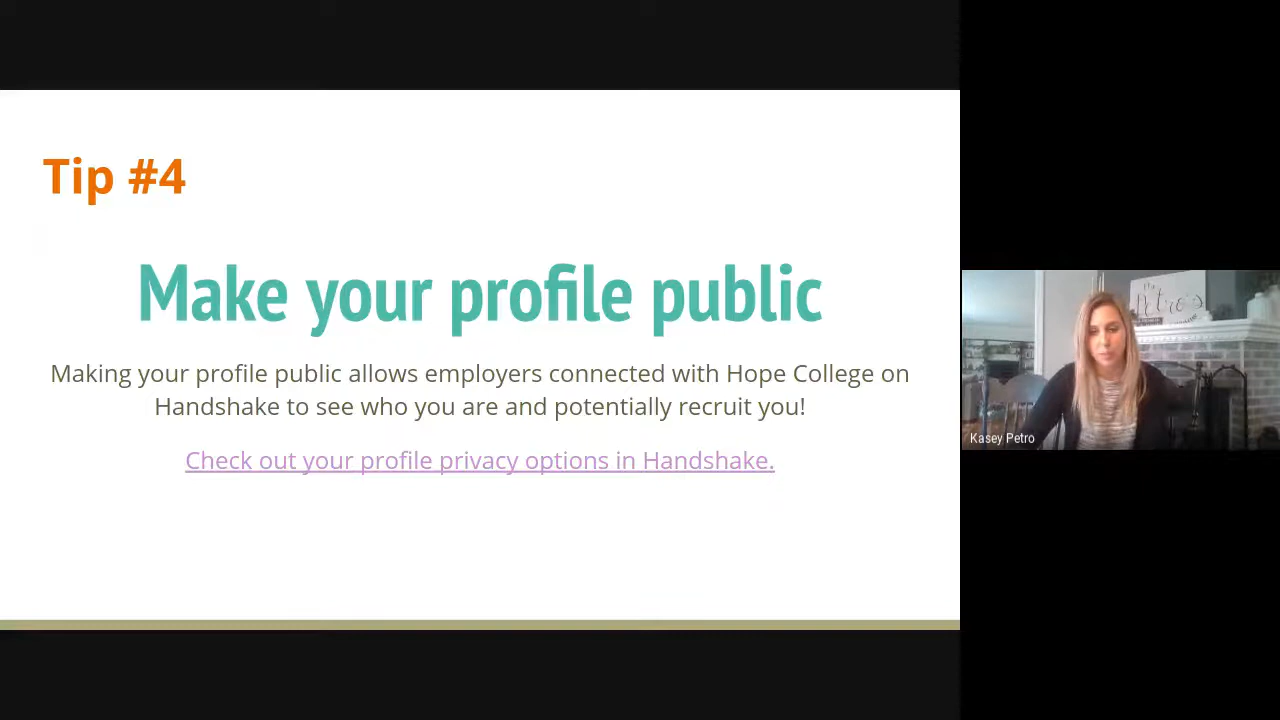 Tip #4
Make your profile public
Making your profile public allows employers connected with Hope College on
Handshake to see who you are and potentially recruit you!
Check out your profile privacy options in Handshake.
Petro's
Kasey Petro